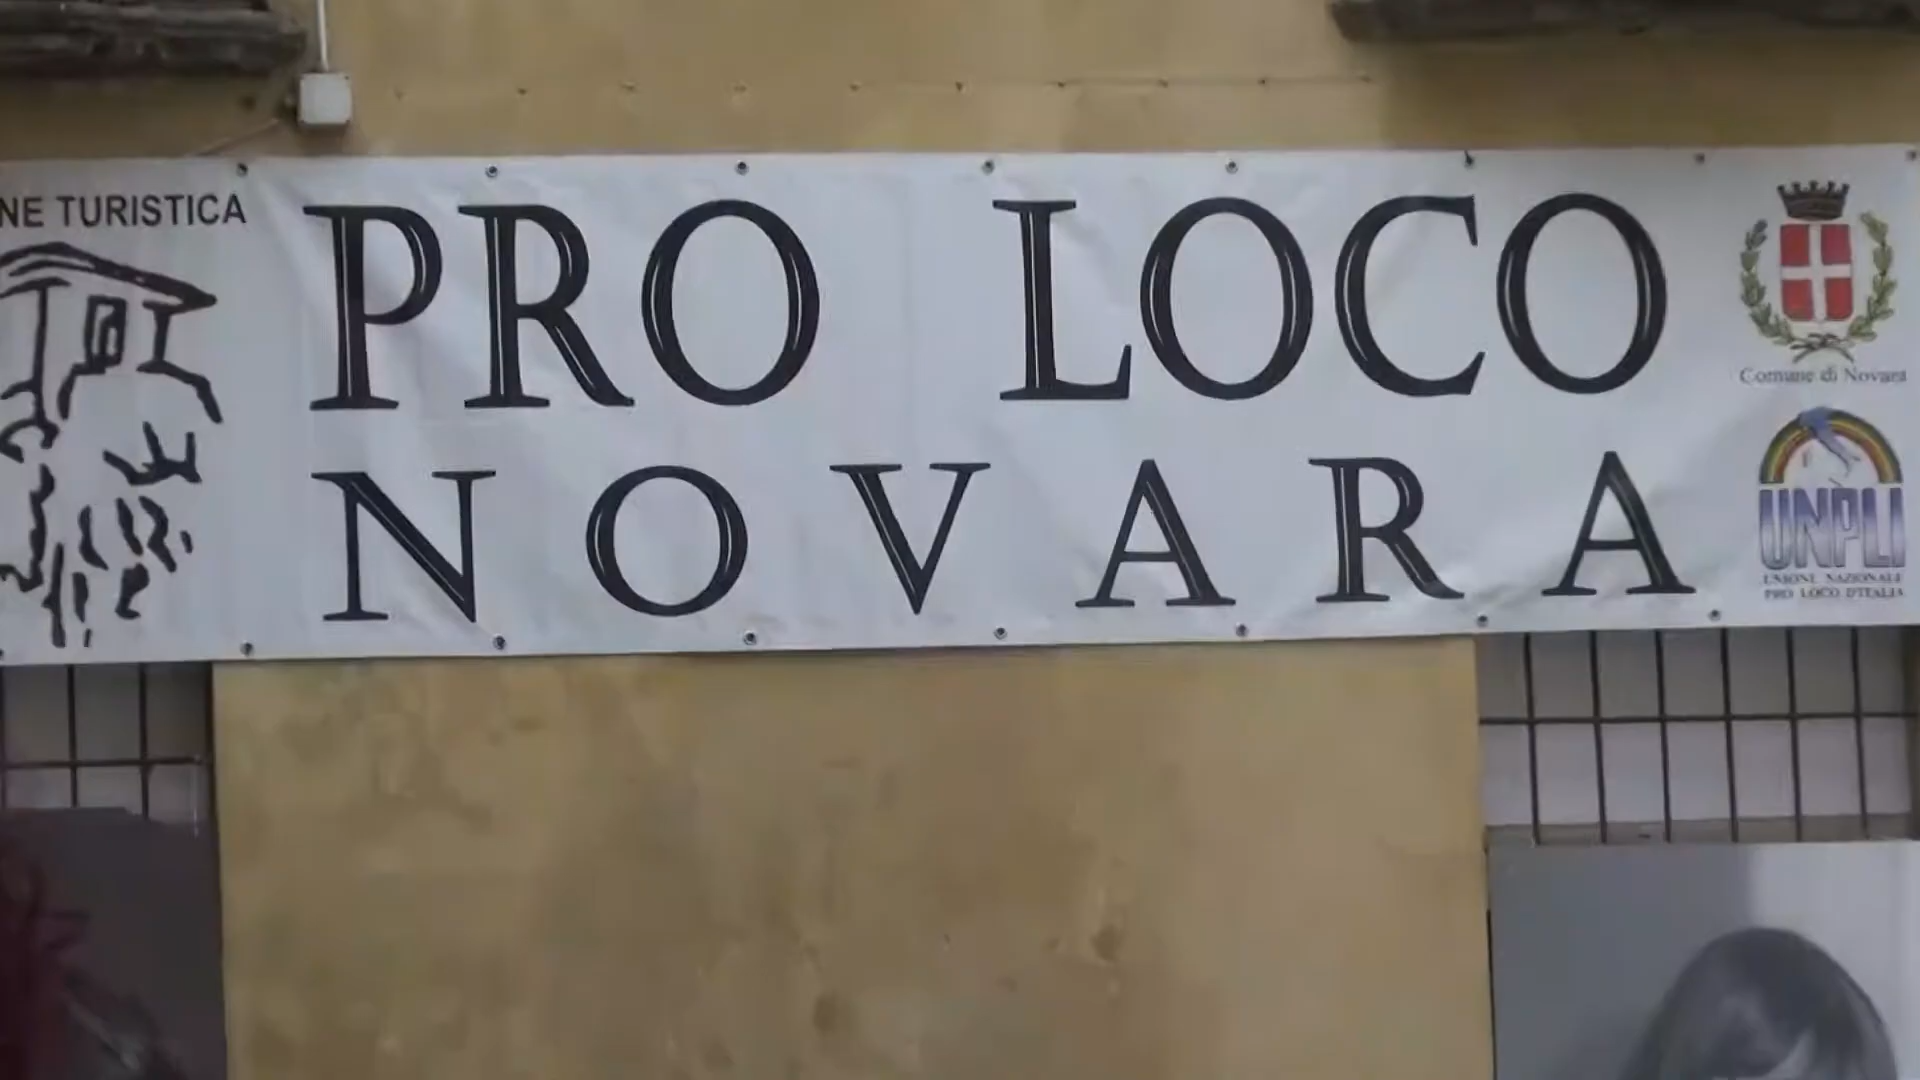 NE TURISTICA
PRO LOCO
NOVARA
Comune di Novara
UNPLI
UNIONE NAZIONALE
PRO LOCO D'ITALIA